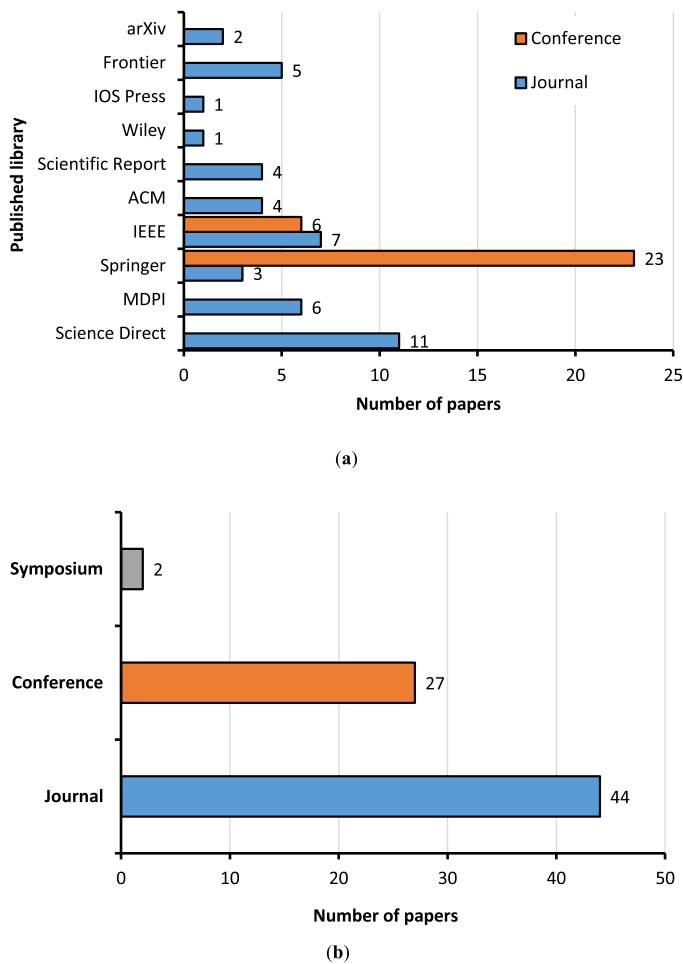 arXiv 2
Frontier 5
IOS Press 1
Wiley 1
Scientific Report 4
ACM 4
IEEE 6
7
Springer 23
3
MDPI 6
Science Direct 11
Conference
Journal
Published library
0 5 10 15 20 25
Number of papers
(a)
Symposium 2
Conference 27
Journal 44
0 10 20 30 40 50
Number of papers
(b)